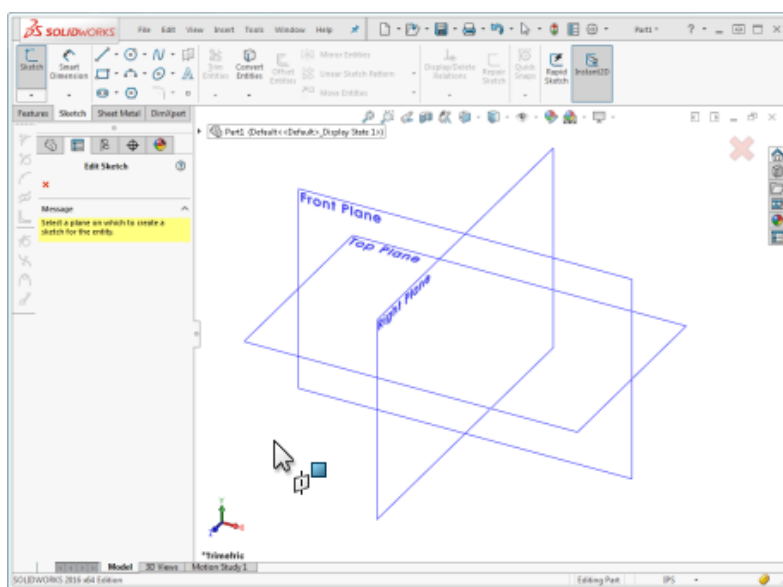 SOLIDWORKS File Edit View Insert Tools Window Help Part1 ?
Sketch Smart Dimension Trim Entities Convert Entities Offset Entities Mirror Entities Linear Sketch Pattern Move Entities Display/Delete Relations Repair Sketch Quick Snaps Rapid Sketch Instant2D
Features Sketch Sheet Metal DimXpert
Part1 (Default<<Default>_Display State 1>)
Edit Sketch
Message
Select a plane on which to create a
sketch for the entity.
Front Plane
Top Plane
Right Plane
*Trimetric
Model 3D Views Motion Study 1
SOLIDWORKS 2016 x64 Edition Editing Part IPS